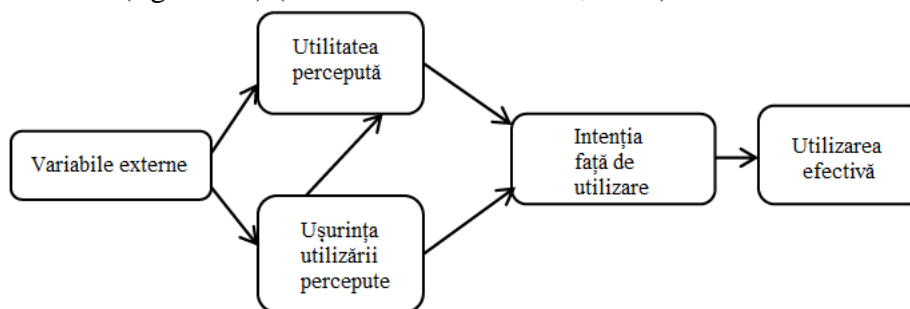 Utilitatea
percepută
Variabile externe
Ușurința
utilizării
percepute
Intenția
față de
utilizare
Utilizarea
efectivă